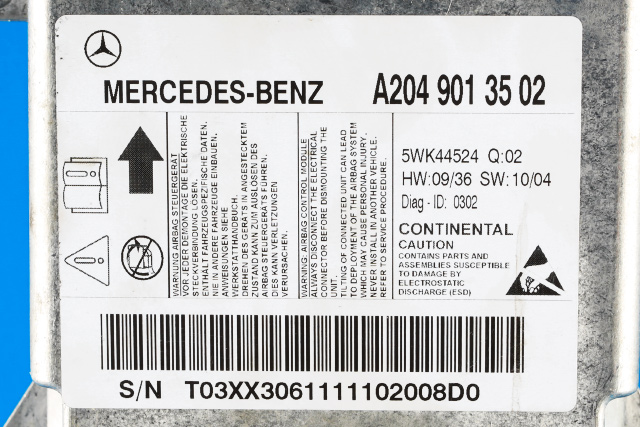 MERCEDES-BENZ A204 901 35 02
WARNUNG AIRBAG STEUERGERÄT
VOR JEDER DEMONTAGE DIE ELEKTRISCHE
STECKVERBINDUNG LÖSEN.
ENTHÄLT FAHRZEUGSPEZIFISCHE DATEN.
NIE IN ANDERE FAHRZEUGE EINBAUEN.
ANWEISUNGEN SIEHE
WERKSTATTHANDBUCH.
DREHEN DES GERÄTS IN ANGESTECKTEM
ZUSTAND KANN ZUM AUSLÖSEN DES
AIRBAG STEUERGERÄTS FÜHREN.
DIES KANN VERLETZUNGEN
VERURSACHEN.
WARNING: AIRBAG CONTROL MODULE
ALWAYS DISCONNECT THE ELECTRICAL
CONNECTOR BEFORE DISMOUNTING THE
UNIT.
TILTING OF CONNECTED UNIT CAN LEAD
TO DEPLOYMENT OF THE AIRBAG SYSTEM
WHICH MAY CAUSE PERSONAL INJURY.
NEVER INSTALL IN ANOTHER VEHICLE.
REFER TO SERVICE PROCEDURE.
5WK44524 Q:02
HW:09/36 SW:10/04
Diag - ID: 0302
CONTINENTAL
CAUTION
CONTAINS PARTS AND
ASSEMBLIES SUSCEPTIBLE
TO DAMAGE BY
ELECTROSTATIC
DISCHARGE (ESD)
S/N T03XX3061111102008D0